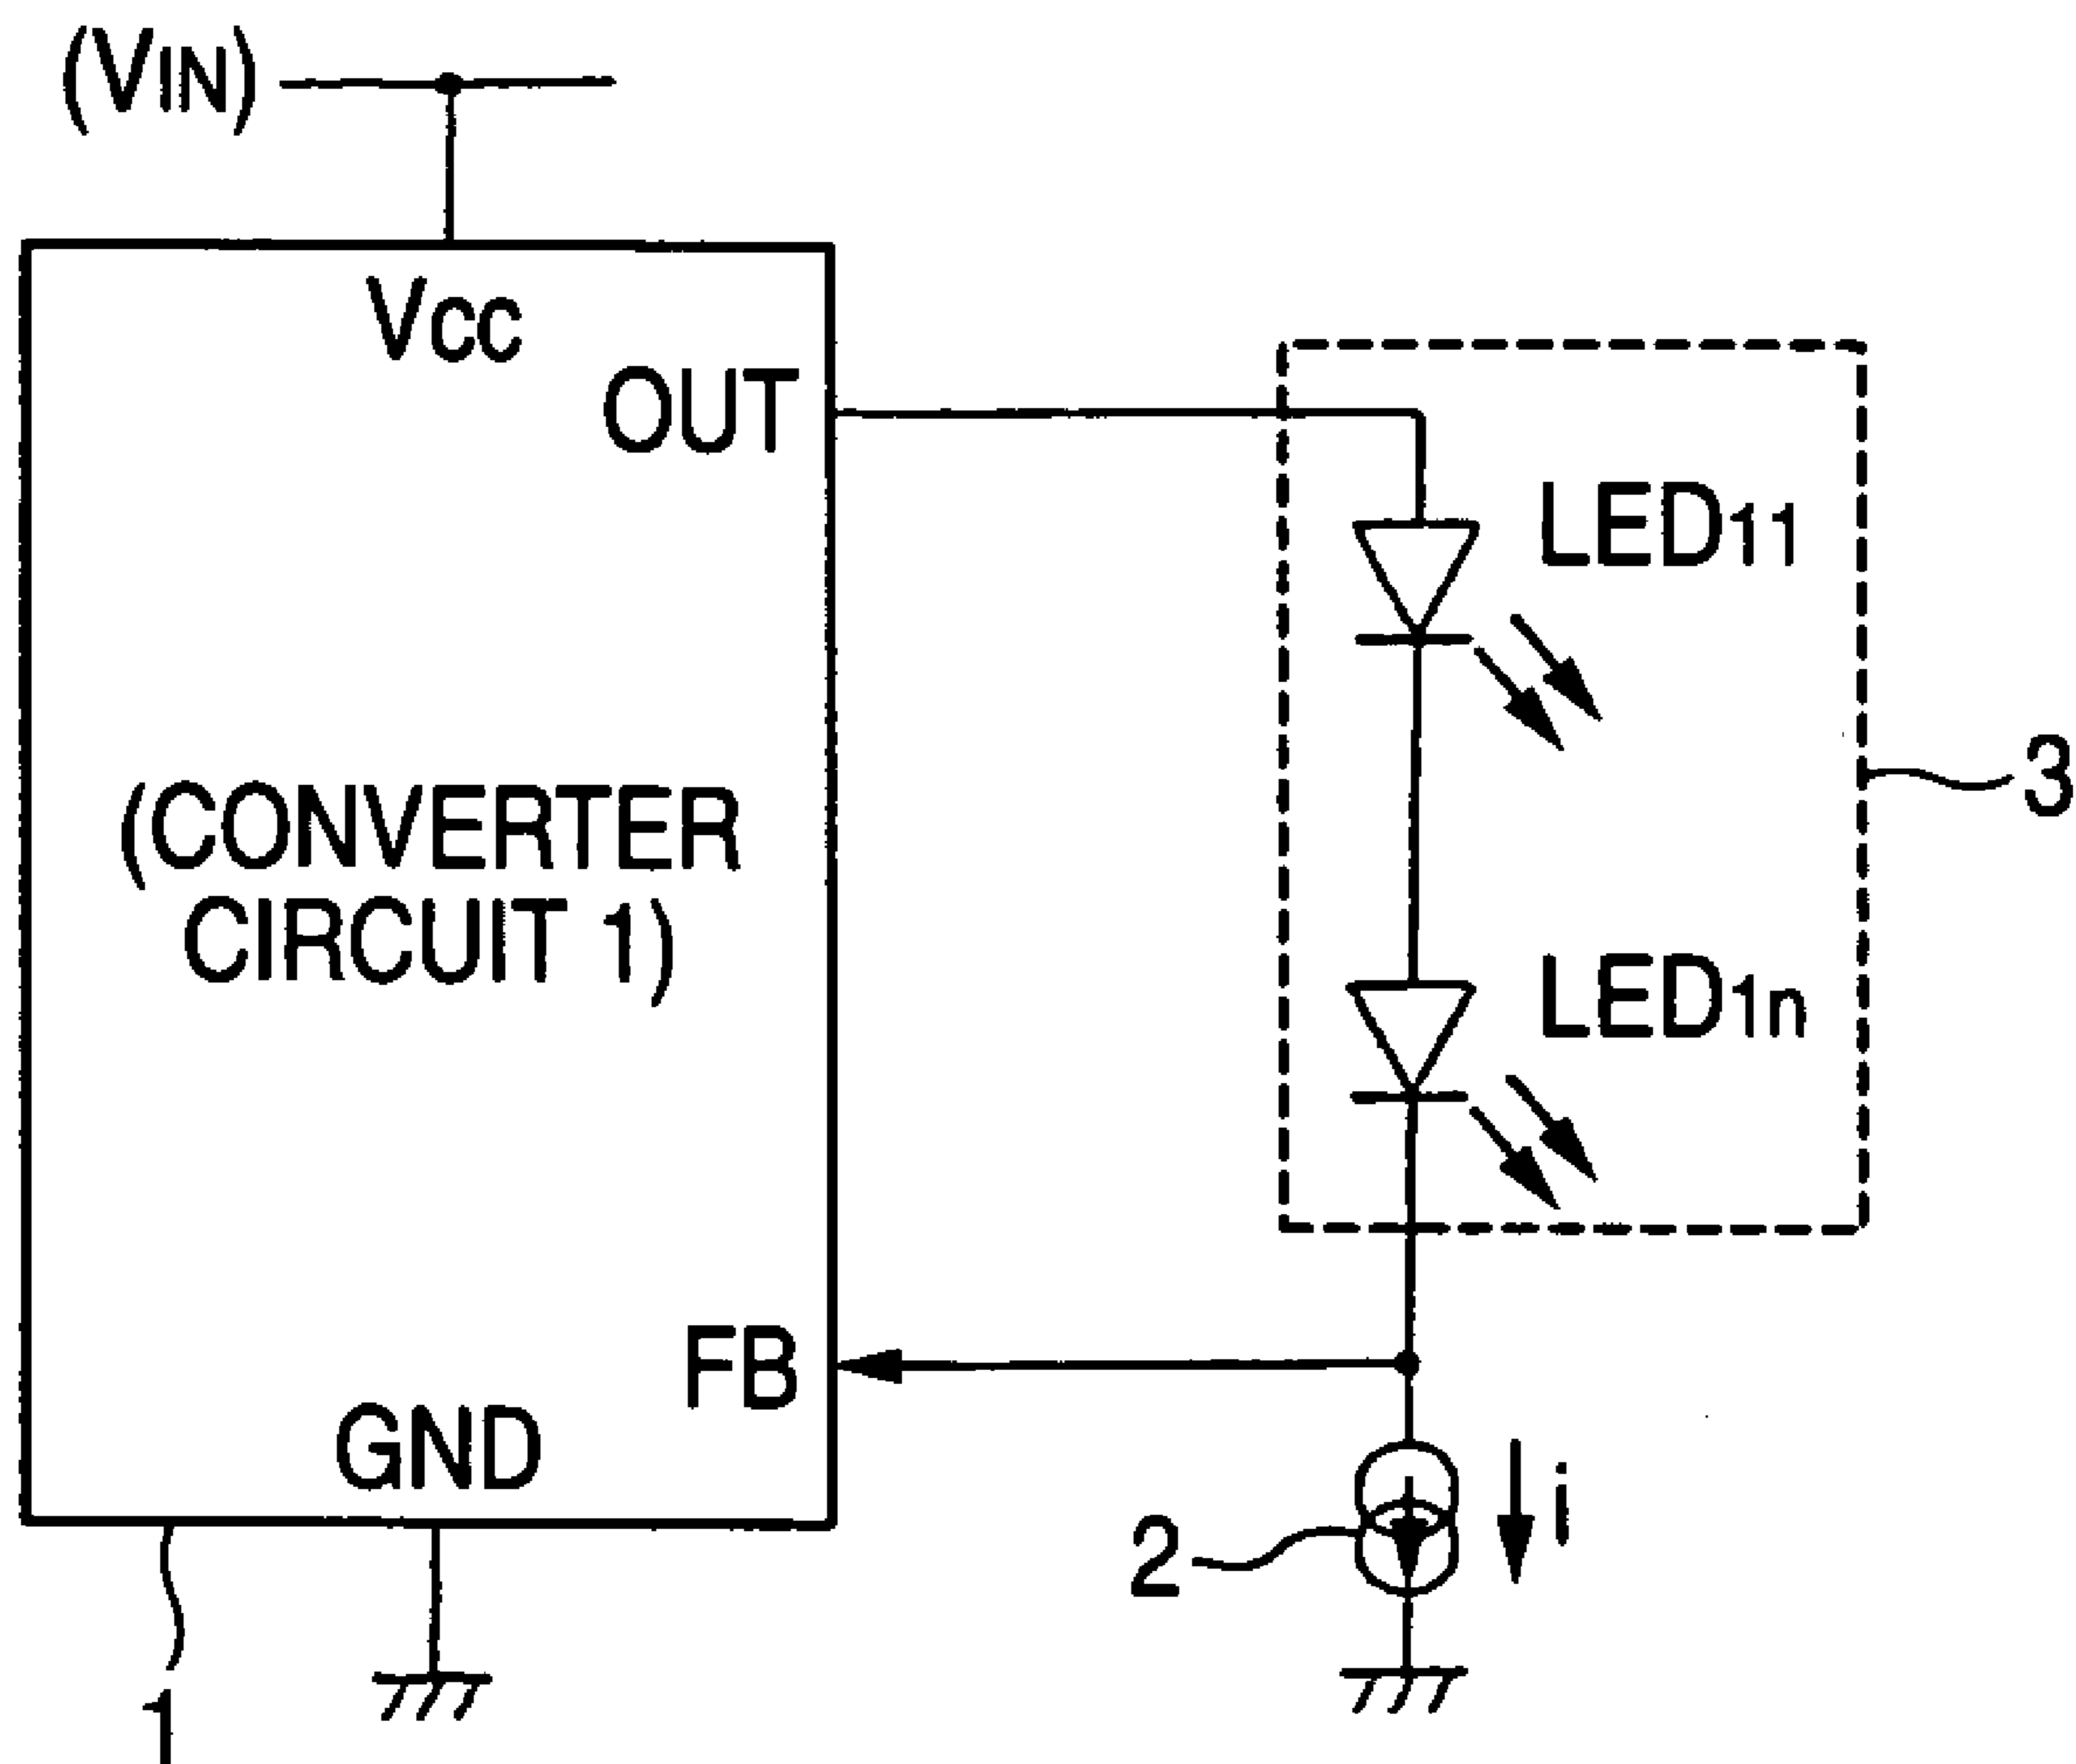 (VIN)
VCC
OUT
LED11
(CONVERTER
CIRCUIT 1)
3
LED1n
FB
GND
i
2
1